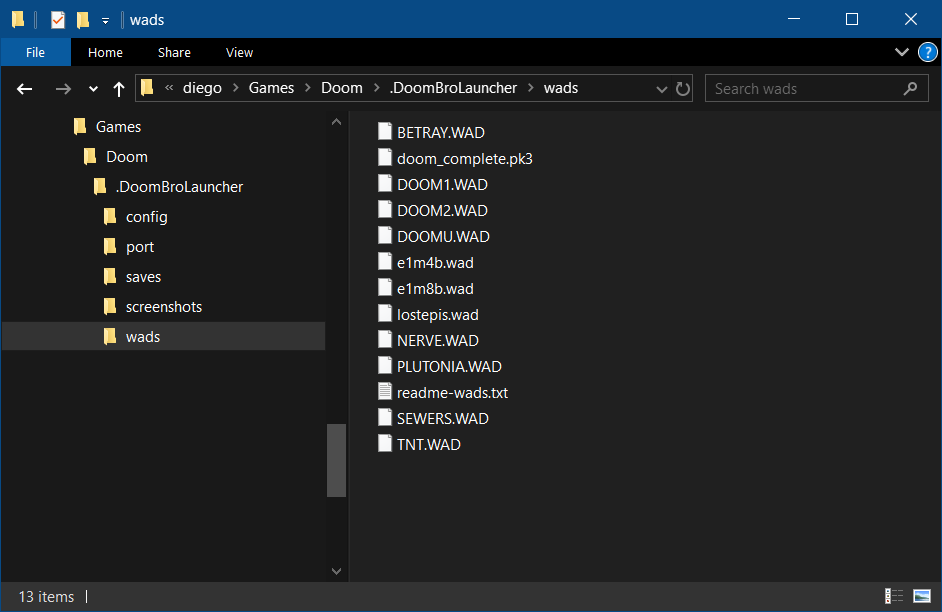 wads
File Home Share View
« diego > Games > Doom > .DoomBroLauncher > wads Search wads
Games
Doom
.DoomBroLauncher
config
port
saves
screenshots
wads
BETRAY.WAD
doom_complete.pk3
DOOM1.WAD
DOOM2.WAD
DOOMU.WAD
e1m4b.wad
e1m8b.wad
lostepis.wad
NERVE.WAD
PLUTONIA.WAD
readme-wads.txt
SEWERS.WAD
TNT.WAD
13 items